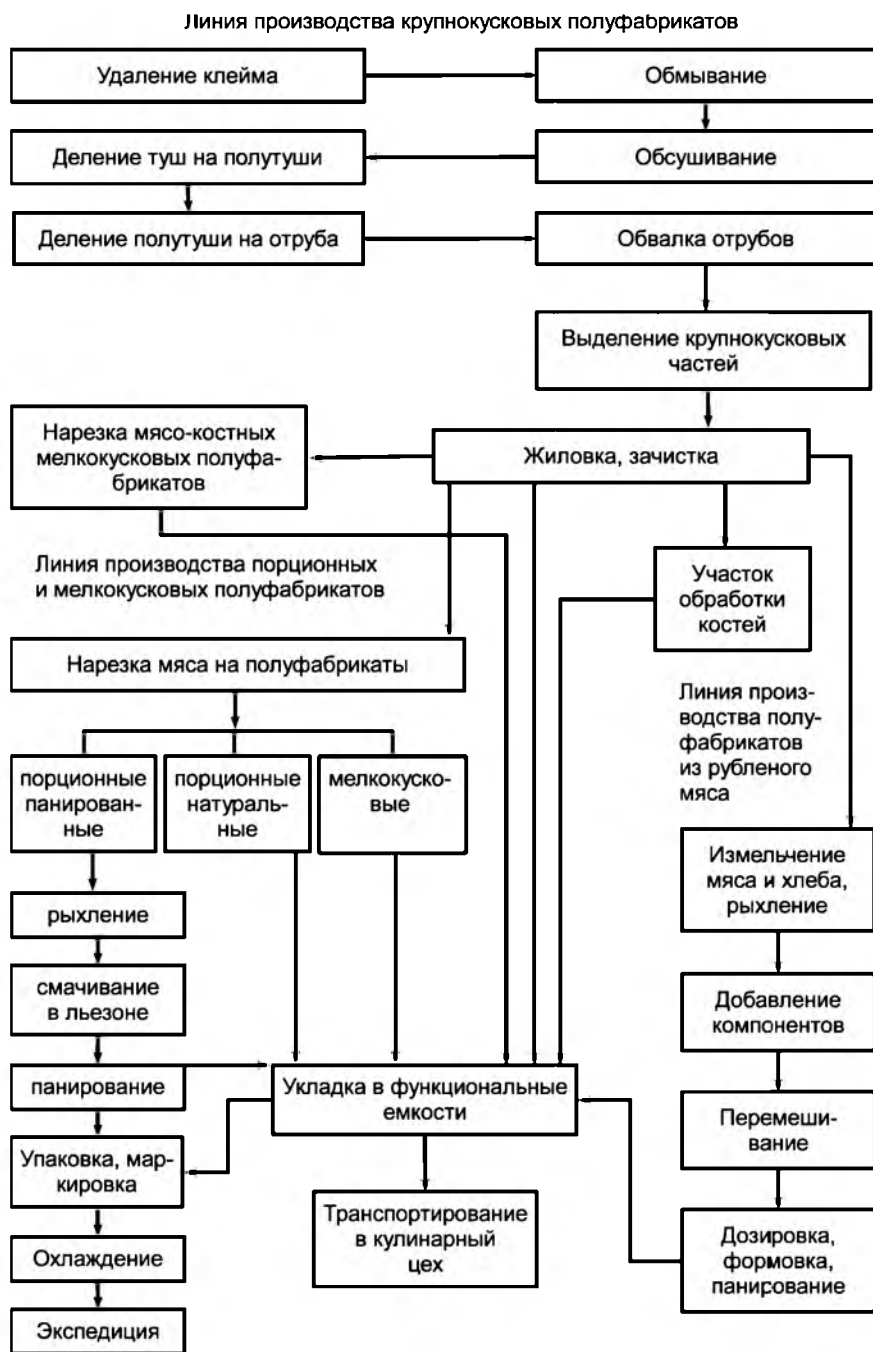 Линия производства крупнокусковых полуфабрикатов
Удаление клейма
Обмывание
Деление туш на полутуши
Обсушивание
Деление полутуши на отруба
Обвалка отрубов
Выделение крупнокусковых
частей
Нарезка мясо-костных
мелкокусковых полуфа-
брикатов
Жиловка, зачистка
Линия производства порционных
и мелкокусковых полуфабрикатов
Участок
обработки
костей
Нарезка мяса на полуфабрикаты
Линия произ-
водства полу-
фабрикатов
из рубленого
мяса
порционные
панирован-
ные
порционные
натураль-
ные
мелкокуско-
вые
Измельчение
мяса и хлеба,
рыхление
рыхление
смачивание
в льезоне
Добавление
компонентов
панирование
Укладка в функциональные
емкости
Перемеши-
вание
Упаковка, мар-
кировка
Транспортирование
в кулинарный
цех
Дозировка,
формовка,
панирование
Охлаждение
Экспедиция